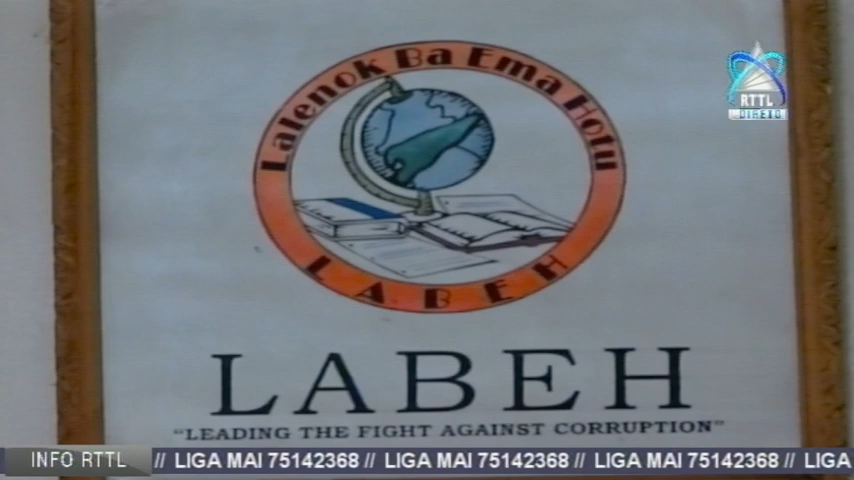 Lalenok Ba Ema Hotu
RTTL
DIRETO
LABEH
LABEH
"LEADING THE FIGHT AGAINST CORRUPTION"
INFO RTTL // LIGA MAI 75142368 // LIGA MAI 75142368 // LIGA MAI 75142368 // LIGA